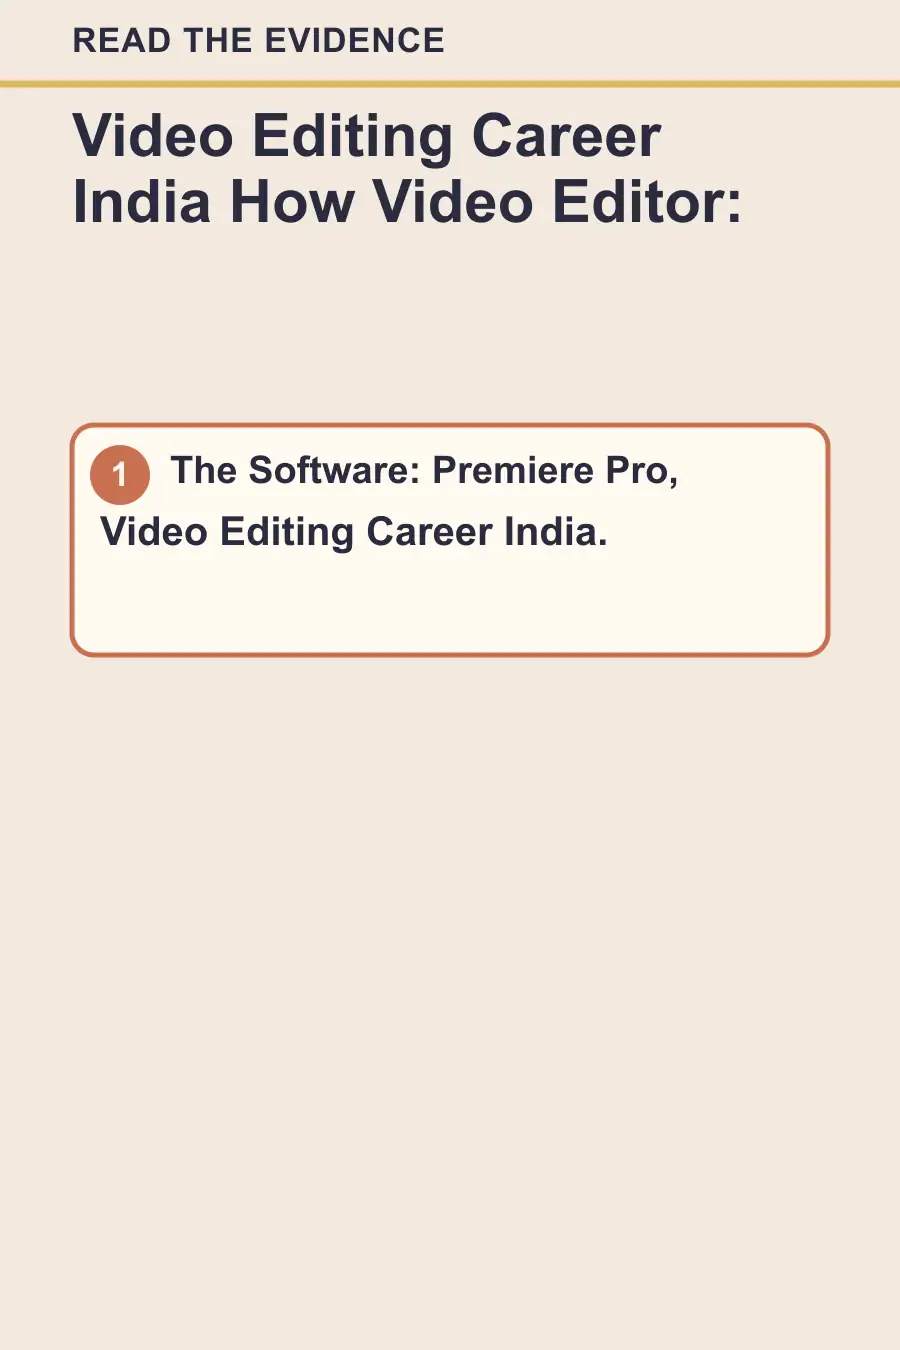 READ THE EVIDENCE
Video Editing Career
India How Video Editor:
1 The Software: Premiere Pro,
Video Editing Career India.